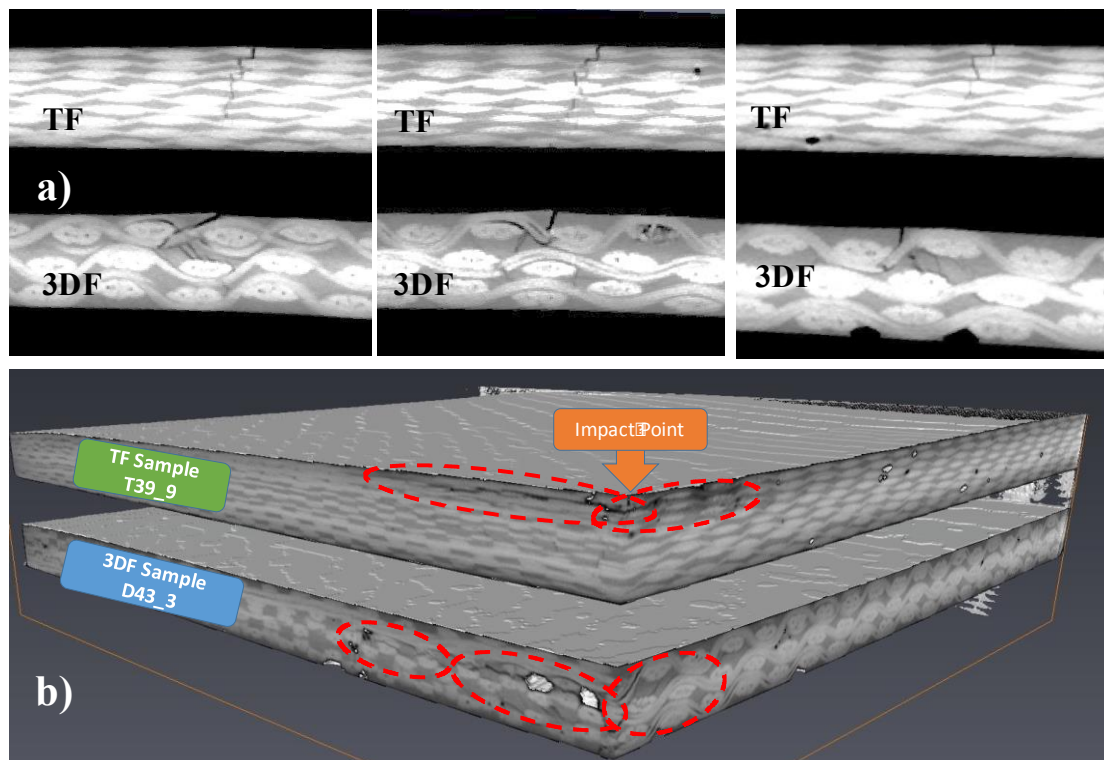 TF
TF
TF
a)
3DF
3DF
3DF
Impact Point
TF Sample
T39_9
3DF Sample
D43_3
b)